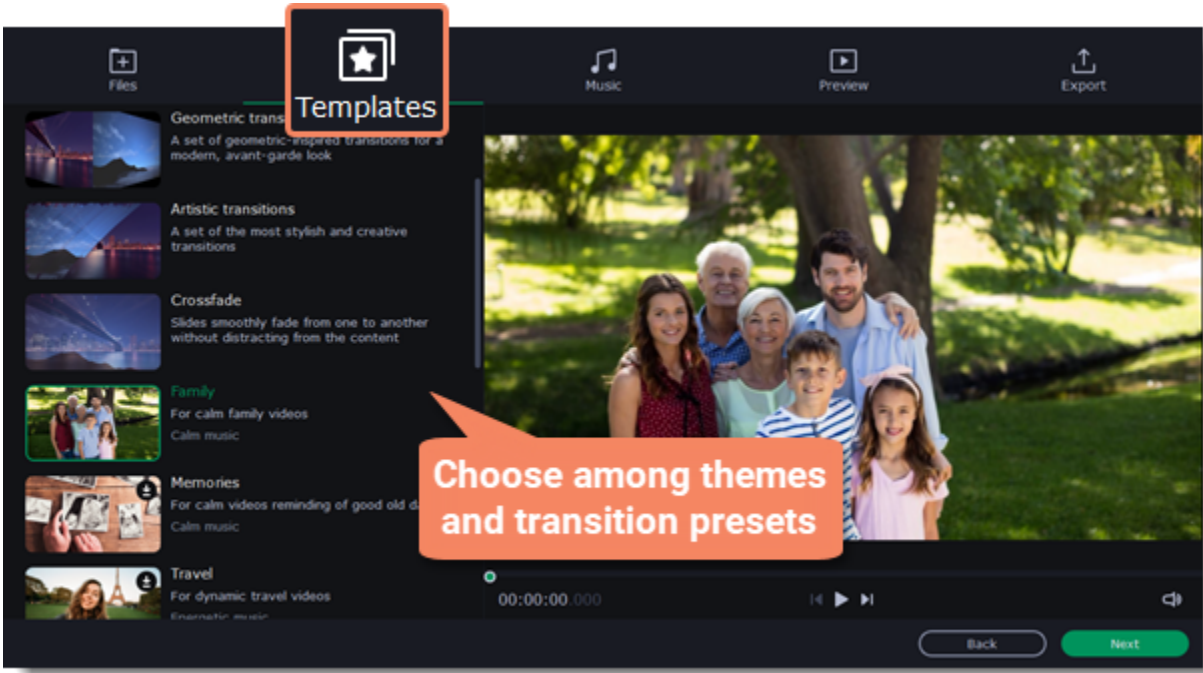 Files
Templates
Music
Preview
Export
Geometric trans
A set of geometric-inspired transitions for a
modern, avant-garde look
Artistic transitions
A set of the most stylish and creative
transitions
Crossfade
Slides smoothly fade from one to another
without distracting from the content
Family
For calm family videos
Calm music
Memories
For calm videos reminding of good old d
Calm music
Travel
For dynamic travel videos
Energetic music
Choose among themes
and transition presets
00:00:00.000
Back
Next